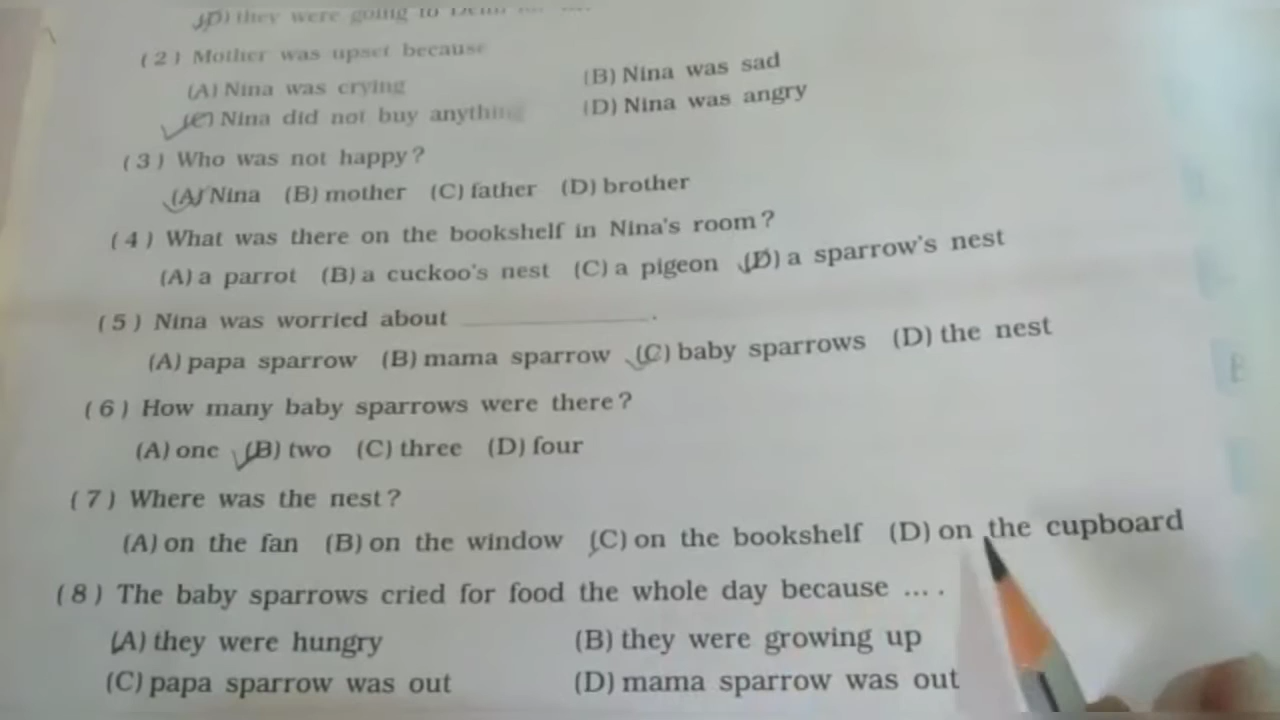 (D) they were going to
(2) Mother was upset because
(A) Nina was crying (B) Nina was sad
(C) Nina did not buy anything (D) Nina was angry
(3) Who was not happy?
(A) Nina (B) mother (C) father (D) brother
(4) What was there on the bookshelf in Nina's room?
(A) a parrot (B) a cuckoo's nest (C) a pigeon (D) a sparrow's nest
(5) Nina was worried about ____________.
(A) papa sparrow (B) mama sparrow (C) baby sparrows (D) the nest
(6) How many baby sparrows were there?
(A) one (B) two (C) three (D) four
(7) Where was the nest?
(A) on the fan (B) on the window (C) on the bookshelf (D) on the cupboard
(8) The baby sparrows cried for food the whole day because ... .
(A) they were hungry (B) they were growing up
(C) papa sparrow was out (D) mama sparrow was out